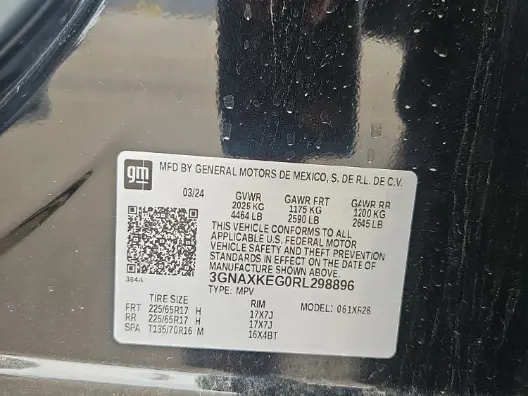 gm
MFD BY GENERAL MOTORS DE MEXICO, S. DE R.L. DE C.V.
03/24 GVWR GAWR FRT GAWR RR
2025 KG 1175 KG 1200 KG
4464 LB 2590 LB 2645 LB
THIS VEHICLE CONFORMS TO ALL
APPLICABLE U.S. FEDERAL MOTOR
VEHICLE SAFETY AND THEFT PREVENTION
STANDARDS IN EFFECT ON THE DATE OF
MANUFACTURE SHOWN ABOVE.
3GNAXKEG0RL298896
TYPE: MPV
TIRE SIZE RIM MODEL:
FRT 225/65R17 H 17X7J
RR 225/65R17 H 17X7J
SPA T135/70R16 M 16X4BT